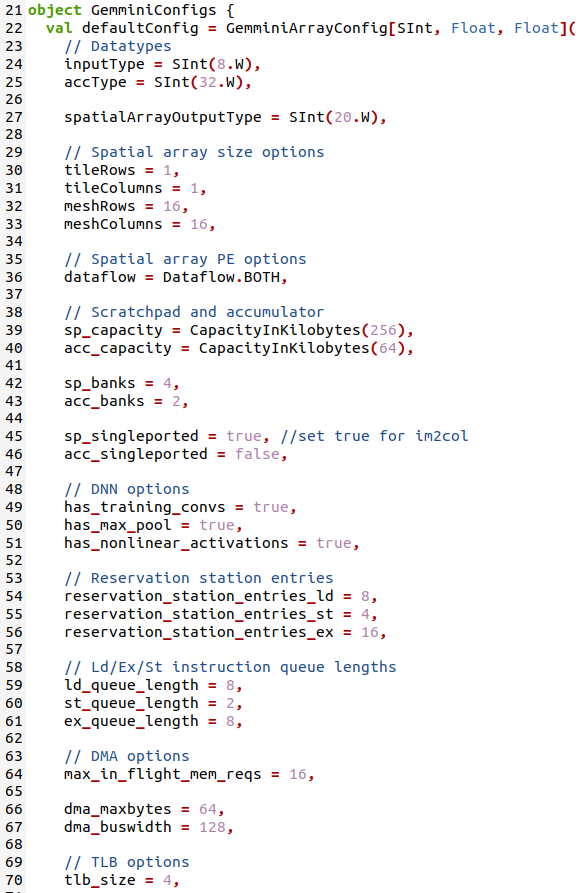 21 object GemminiConfigs {
22   val defaultConfig = GemminiArrayConfig[SInt, Float, Float](
23     // Datatypes
24     inputType = SInt(8.W),
25     accType = SInt(32.W),
26
27     spatialArrayOutputType = SInt(20.W),
28
29     // Spatial array size options
30     tileRows = 1,
31     tileColumns = 1,
32     meshRows = 16,
33     meshColumns = 16,
34
35     // Spatial array PE options
36     dataflow = Dataflow.BOTH,
37
38     // Scratchpad and accumulator
39     sp_capacity = CapacityInKilobytes(256),
40     acc_capacity = CapacityInKilobytes(64),
41
42     sp_banks = 4,
43     acc_banks = 2,
44
45     sp_singleported = true, //set true for im2col
46     acc_singleported = false,
47
48     // DNN options
49     has_training_convs = true,
50     has_max_pool = true,
51     has_nonlinear_activations = true,
52
53     // Reservation station entries
54     reservation_station_entries_ld = 8,
55     reservation_station_entries_st = 4,
56     reservation_station_entries_ex = 16,
57
58     // Ld/Ex/St instruction queue lengths
59     ld_queue_length = 8,
60     st_queue_length = 2,
61     ex_queue_length = 8,
62
63     // DMA options
64     max_in_flight_mem_reqs = 16,
65
66     dma_maxbytes = 64,
67     dma_buswidth = 128,
68
69     // TLB options
70     tlb_size = 4,